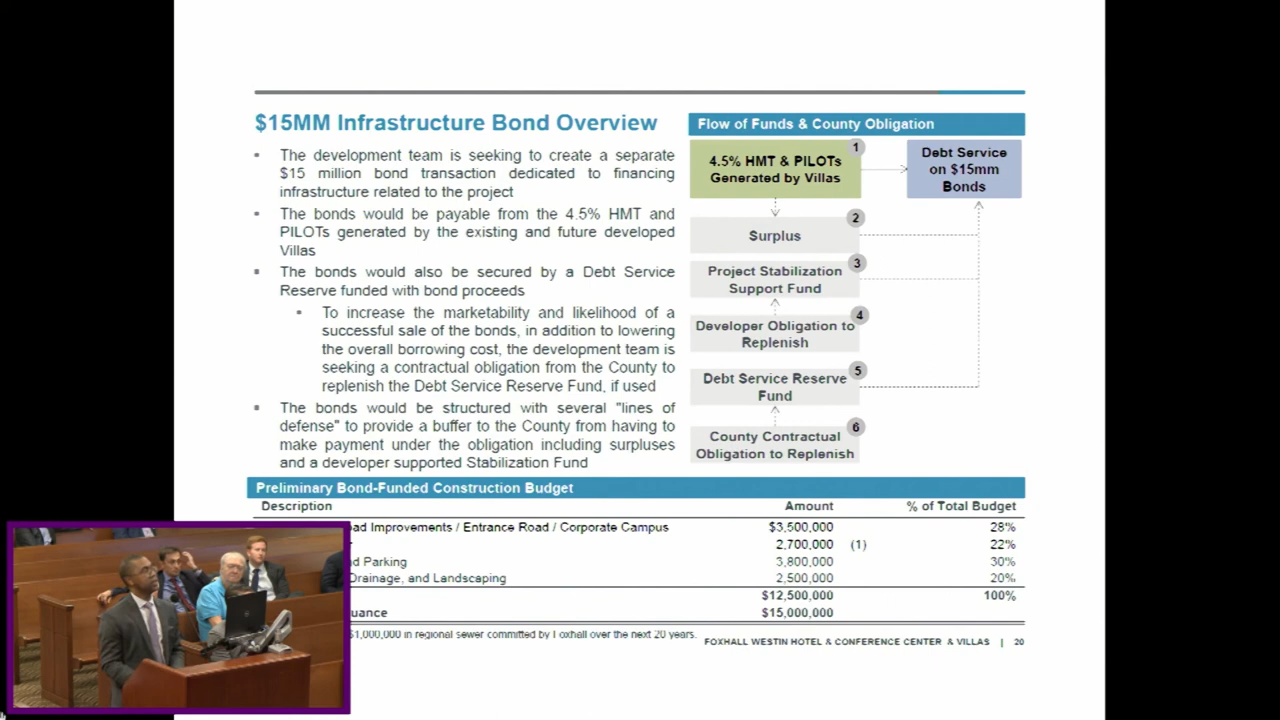 $15MM Infrastructure Bond Overview
The development team is seeking to create a separate
$15 million bond transaction dedicated to financing
infrastructure related to the project
The bonds would be payable from the 4.5% HMT and
PILOTs generated by the existing and future developed
Villas
The bonds would also be secured by a Debt Service
Reserve funded with bond proceeds
To increase the marketability and likelihood of a
successful sale of the bonds, in addition to lowering
the overall borrowing cost, the development team is
seeking a contractual obligation from the County to
replenish the Debt Service Reserve Fund, if used
The bonds would be structured with several "lines of
defense" to provide a buffer to the County from having to
make payment under the obligation including surpluses
and a developer supported Stabilization Fund
Flow of Funds & County Obligation
4.5% HMT & PILOTs
Generated by Villas
1
Debt Service
on $15mm
Bonds
Surplus
2
Project Stabilization
Support Fund
3
Developer Obligation to
Replenish
4
Debt Service Reserve
Fund
5
County Contractual
Obligation to Replenish
6
Preliminary Bond-Funded Construction Budget
Description Amount % of Total Budget
Improvements / Entrance Road / Corporate Campus $3,500,000 28%
2,700,000 (1) 22%
Parking 3,800,000 30%
Drainage, and Landscaping 2,500,000 20%
$12,500,000 100%
$15,000,000
$1,000,000 in regional sewer committed by Foxhall over the next 20 years.
FOXHALL WESTIN HOTEL & CONFERENCE CENTER & VILLAS | 20